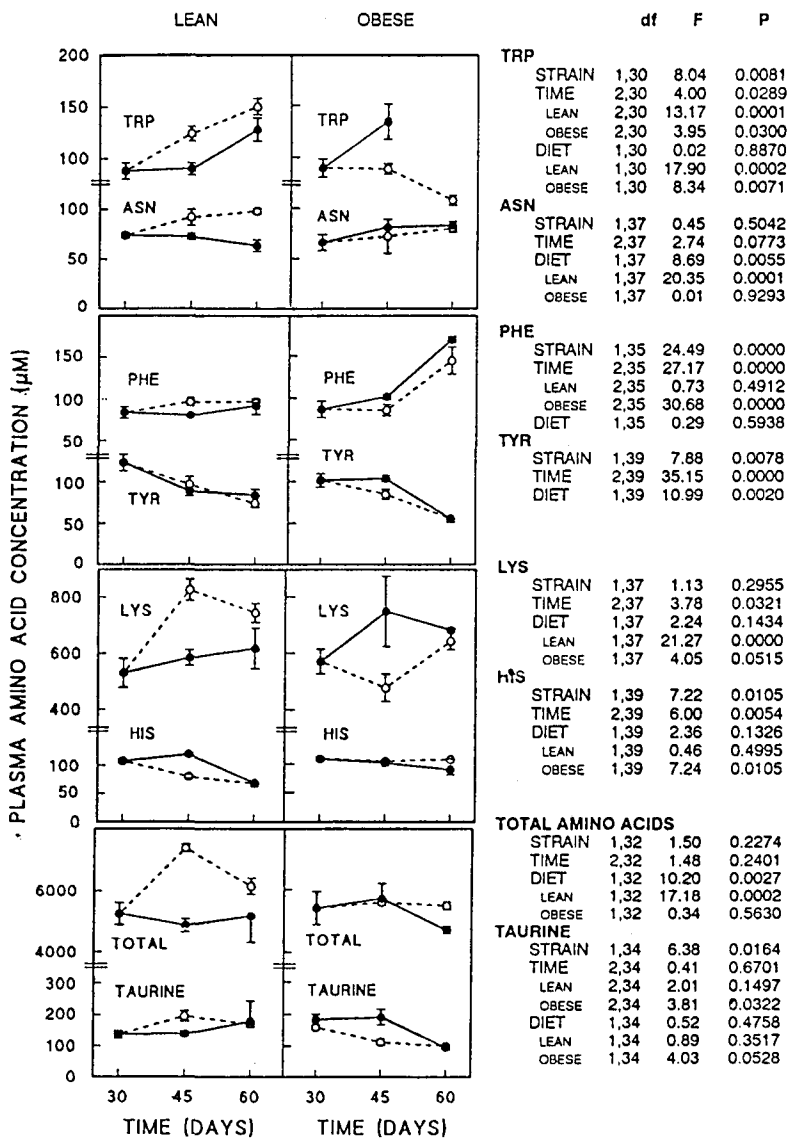 LEAN OBESE df F P
200
150
100
100
50
0
TRP TRP
ASN ASN
150
100
50
100
50
0
PHE PHE
TYR TYR
800
600
400
100
50
0
LYS LYS
HIS HIS
6000
4000
300
200
100
0
TOTAL TOTAL
TAURINE TAURINE
30 45 60 30 45 60
TIME (DAYS) TIME (DAYS)
PLASMA AMINO ACID CONCENTRATION (µM)
TRP
STRAIN 1,30 8.04 0.0081
TIME 2,30 4.00 0.0289
LEAN 2,30 13.17 0.0001
OBESE 2,30 3.95 0.0300
DIET 1,30 0.02 0.8870
LEAN 1,30 17.90 0.0002
OBESE 1,30 8.34 0.0071
ASN
STRAIN 1,37 0.45 0.5042
TIME 2,37 2.74 0.0773
DIET 1,37 8.69 0.0055
LEAN 1,37 20.35 0.0001
OBESE 1,37 0.01 0.9293
PHE
STRAIN 1,35 24.49 0.0000
TIME 2,35 27.17 0.0000
LEAN 2,35 0.73 0.4912
OBESE 2,35 30.68 0.0000
DIET 1,35 0.29 0.5938
TYR
STRAIN 1,39 7.88 0.0078
TIME 2,39 35.15 0.0000
DIET 1,39 10.99 0.0020
LYS
STRAIN 1,37 1.13 0.2955
TIME 2,37 3.78 0.0321
DIET 1,37 2.24 0.1434
LEAN 1,37 21.27 0.0000
OBESE 1,37 4.05 0.0515
HIS
STRAIN 1,39 7.22 0.0105
TIME 2,39 6.00 0.0054
DIET 1,39 2.36 0.1326
LEAN 1,39 0.46 0.4995
OBESE 1,39 7.24 0.0105
TOTAL AMINO ACIDS
STRAIN 1,32 1.50 0.2274
TIME 2,32 1.48 0.2401
DIET 1,32 10.20 0.0027
LEAN 1,32 17.18 0.0002
OBESE 1,32 0.34 0.5630
TAURINE
STRAIN 1,34 6.38 0.0164
TIME 2,34 0.41 0.6701
LEAN 2,34 2.01 0.1497
OBESE 2,34 3.81 0.0322
DIET 1,34 0.52 0.4758
LEAN 1,34 0.89 0.3517
OBESE 1,34 4.03 0.0528